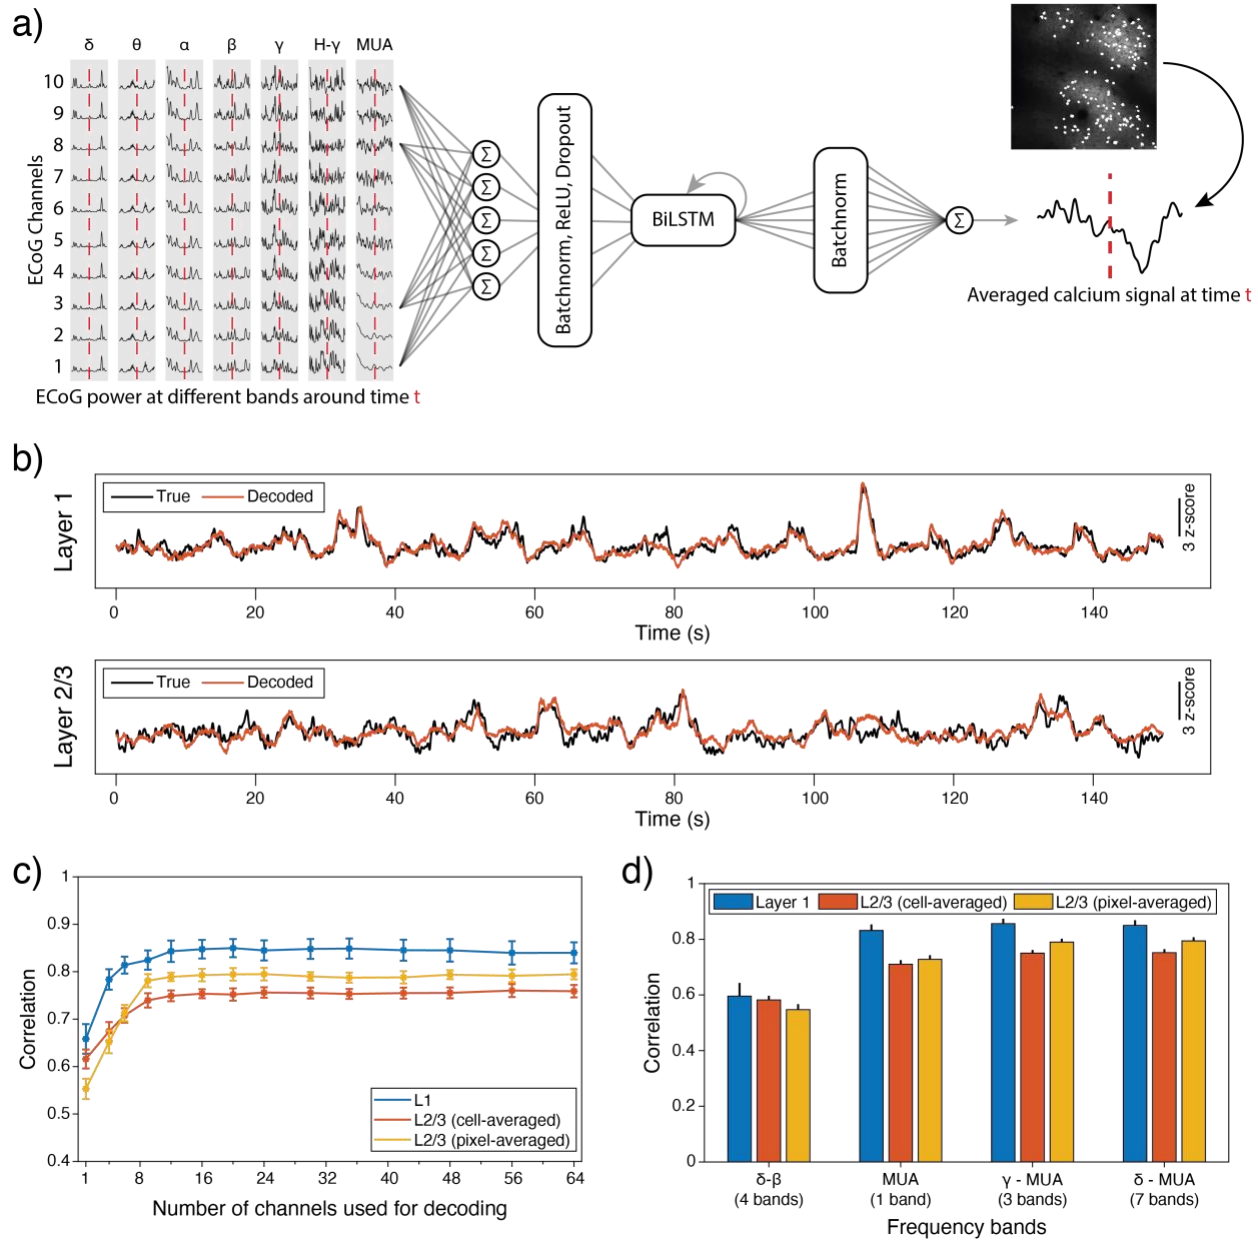 a)
δ θ α β γ H-γ MUA
ECoG Channels
10
9
8
7
6
5
4
3
2
1
Σ
Σ
Σ
Σ
Σ
Batchnorm, ReLU, Dropout
BiLSTM
Batchnorm
Σ
Averaged calcium signal at time t
ECoG power at different bands around time t
b)
Layer 1
True Decoded
3 z-score
0 20 40 60 80 100 120 140
Time (s)
Layer 2/3
True Decoded
3 z-score
0 20 40 60 80 100 120 140
Time (s)
c)
Correlation
1
0.9
0.8
0.7
0.6
0.5
0.4
L1
L2/3 (cell-averaged)
L2/3 (pixel-averaged)
1 8 16 24 32 40 48 56 64
Number of channels used for decoding
d)
Correlation
1
0.8
0.6
0.4
0.2
0
Layer 1 L2/3 (cell-averaged) L2/3 (pixel-averaged)
δ-β MUA γ - MUA δ - MUA
(4 bands) (1 band) (3 bands) (7 bands)
Frequency bands